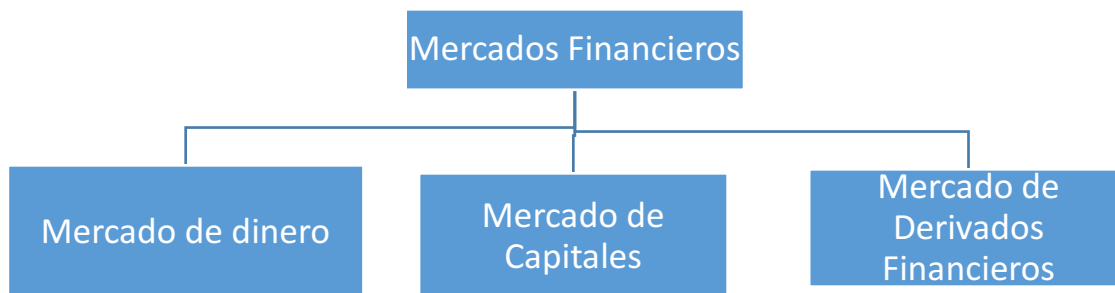 Mercados Financieros
Mercado de dinero
Mercado de
Capitales
Mercado de
Derivados
Financieros